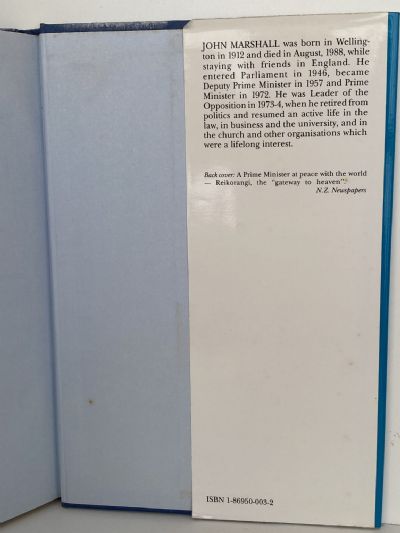 JOHN MARSHALL was born in Welling-
ton in 1912 and died in August, 1988, while
staying with friends in England. He
entered Parliament in 1946, became
Deputy Prime Minister in 1957 and Prime
Minister in 1972. He was Leader of the
Opposition in 1973-4, when he retired from
politics and resumed an active life in the
law, in business and the university, and in
the church and other organisations which
were a lifelong interest.
Back cover: A Prime Minister at peace with the world
— Reikorangi, the "gateway to heaven".
N.Z. Newspapers
ISBN 1-86950-003-2